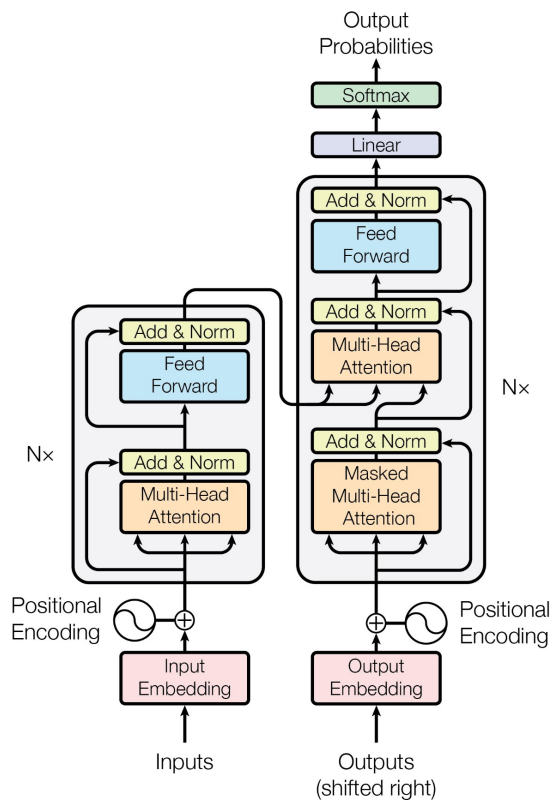 Output
Probabilities
Softmax
Linear
Add & Norm
Feed
Forward
Add & Norm
Multi-Head
Attention
Add & Norm
Masked
Multi-Head
Attention
N×
Add & Norm
Feed
Forward
Add & Norm
Multi-Head
Attention
N×
Positional
Encoding
Positional
Encoding
Input
Embedding
Output
Embedding
Inputs
Outputs
(shifted right)